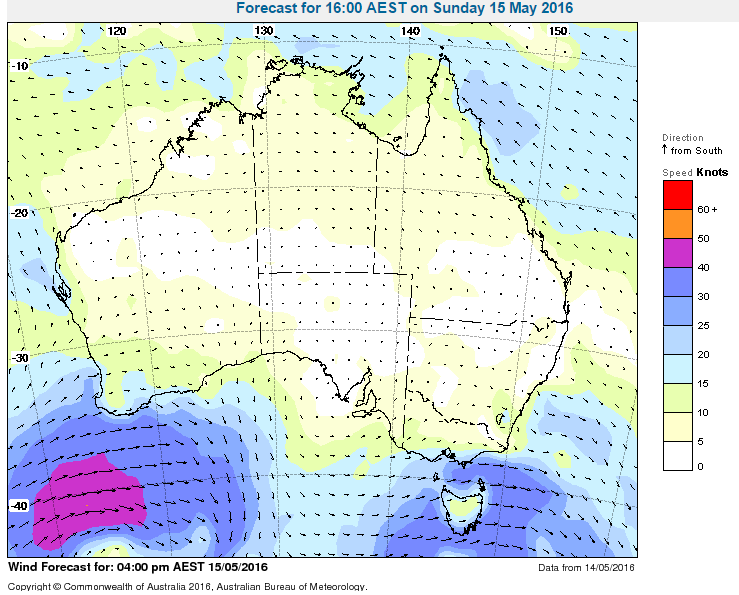 Forecast for 16:00 AEST on Sunday 15 May 2016
120 130 140 150
-10
-20
-30
-40
Direction
↑ from South
Speed Knots
60+
50
40
30
25
20
15
10
5
0
Wind Forecast for: 04:00 pm AEST 15/05/2016
Data from 14/05/2016
Copyright © Commonwealth of Australia 2016, Australian Bureau of Meteorology.